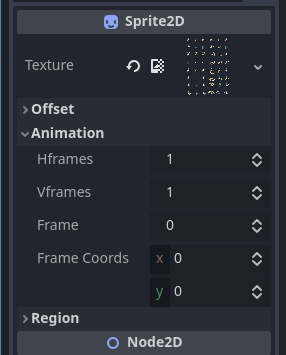 Sprite2D
Texture
Offset
Animation
Hframes 1
Vframes 1
Frame 0
Frame Coords x 0
y 0
Region
Node2D